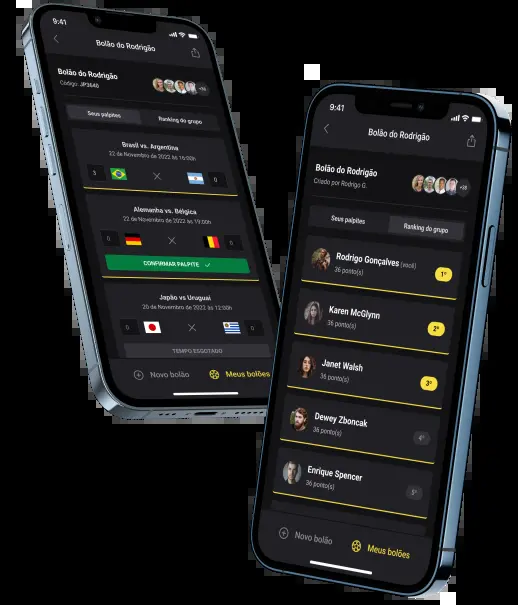 9:41
Bolão do Rodrigão
Bolão do Rodrigão
Código: JP3640
Seus palpites
Ranking do grupo
Brasil vs. Argentina
22 de Novembro de 2022 às 16:00h
3
0
Alemanha vs. Bélgica
22 de Novembro de 2022 às 19:00h
0
0
CONFIRMAR PALPITE
Japão vs Uruguai
20 de Novembro de 2022 às 12:00h
0
0
TEMPO ESGOTADO
Novo bolão
Meus bolões
9:41
Bolão do Rodrigão
Bolão do Rodrigão
Criado por Rodrigo G.
Seus palpites
Ranking do grupo
Rodrigo Gonçalves (você)
36 ponto(s)
1º
Karen McGlynn
36 ponto(s)
2º
Janet Walsh
36 ponto(s)
3º
Dewey Zboncak
36 ponto(s)
4º
Enrique Spencer
36 ponto(s)
5º
Novo bolão
Meus bolões